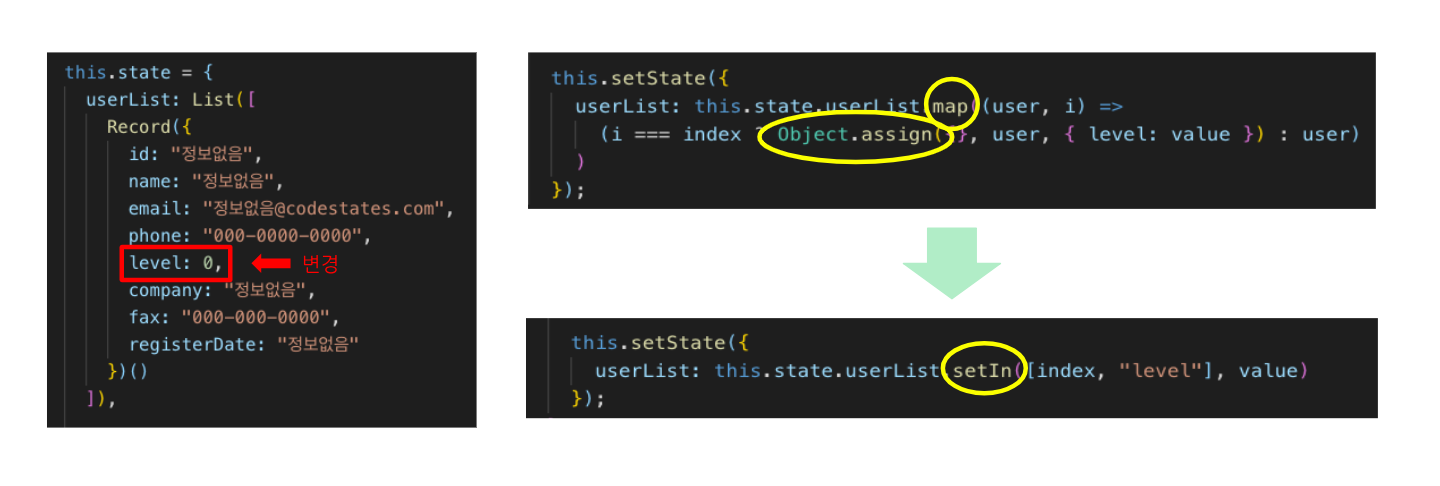 this.state = {
userList: List([
Record({
id: "정보없음",
name: "정보없음",
email: "정보없음@codestates.com",
phone: "000-0000-0000",
level: 0,
변경
company: "정보없음",
fax: "000-000-0000",
registerDate: "정보없음"
})()
]),
this.setState({
userList: this.state.userList.map((user, i) =>
(i === index ? Object.assign({}, user, { level: value }) : user)
)
});
this.setState({
userList: this.state.userList.setIn([index, "level"], value)
});